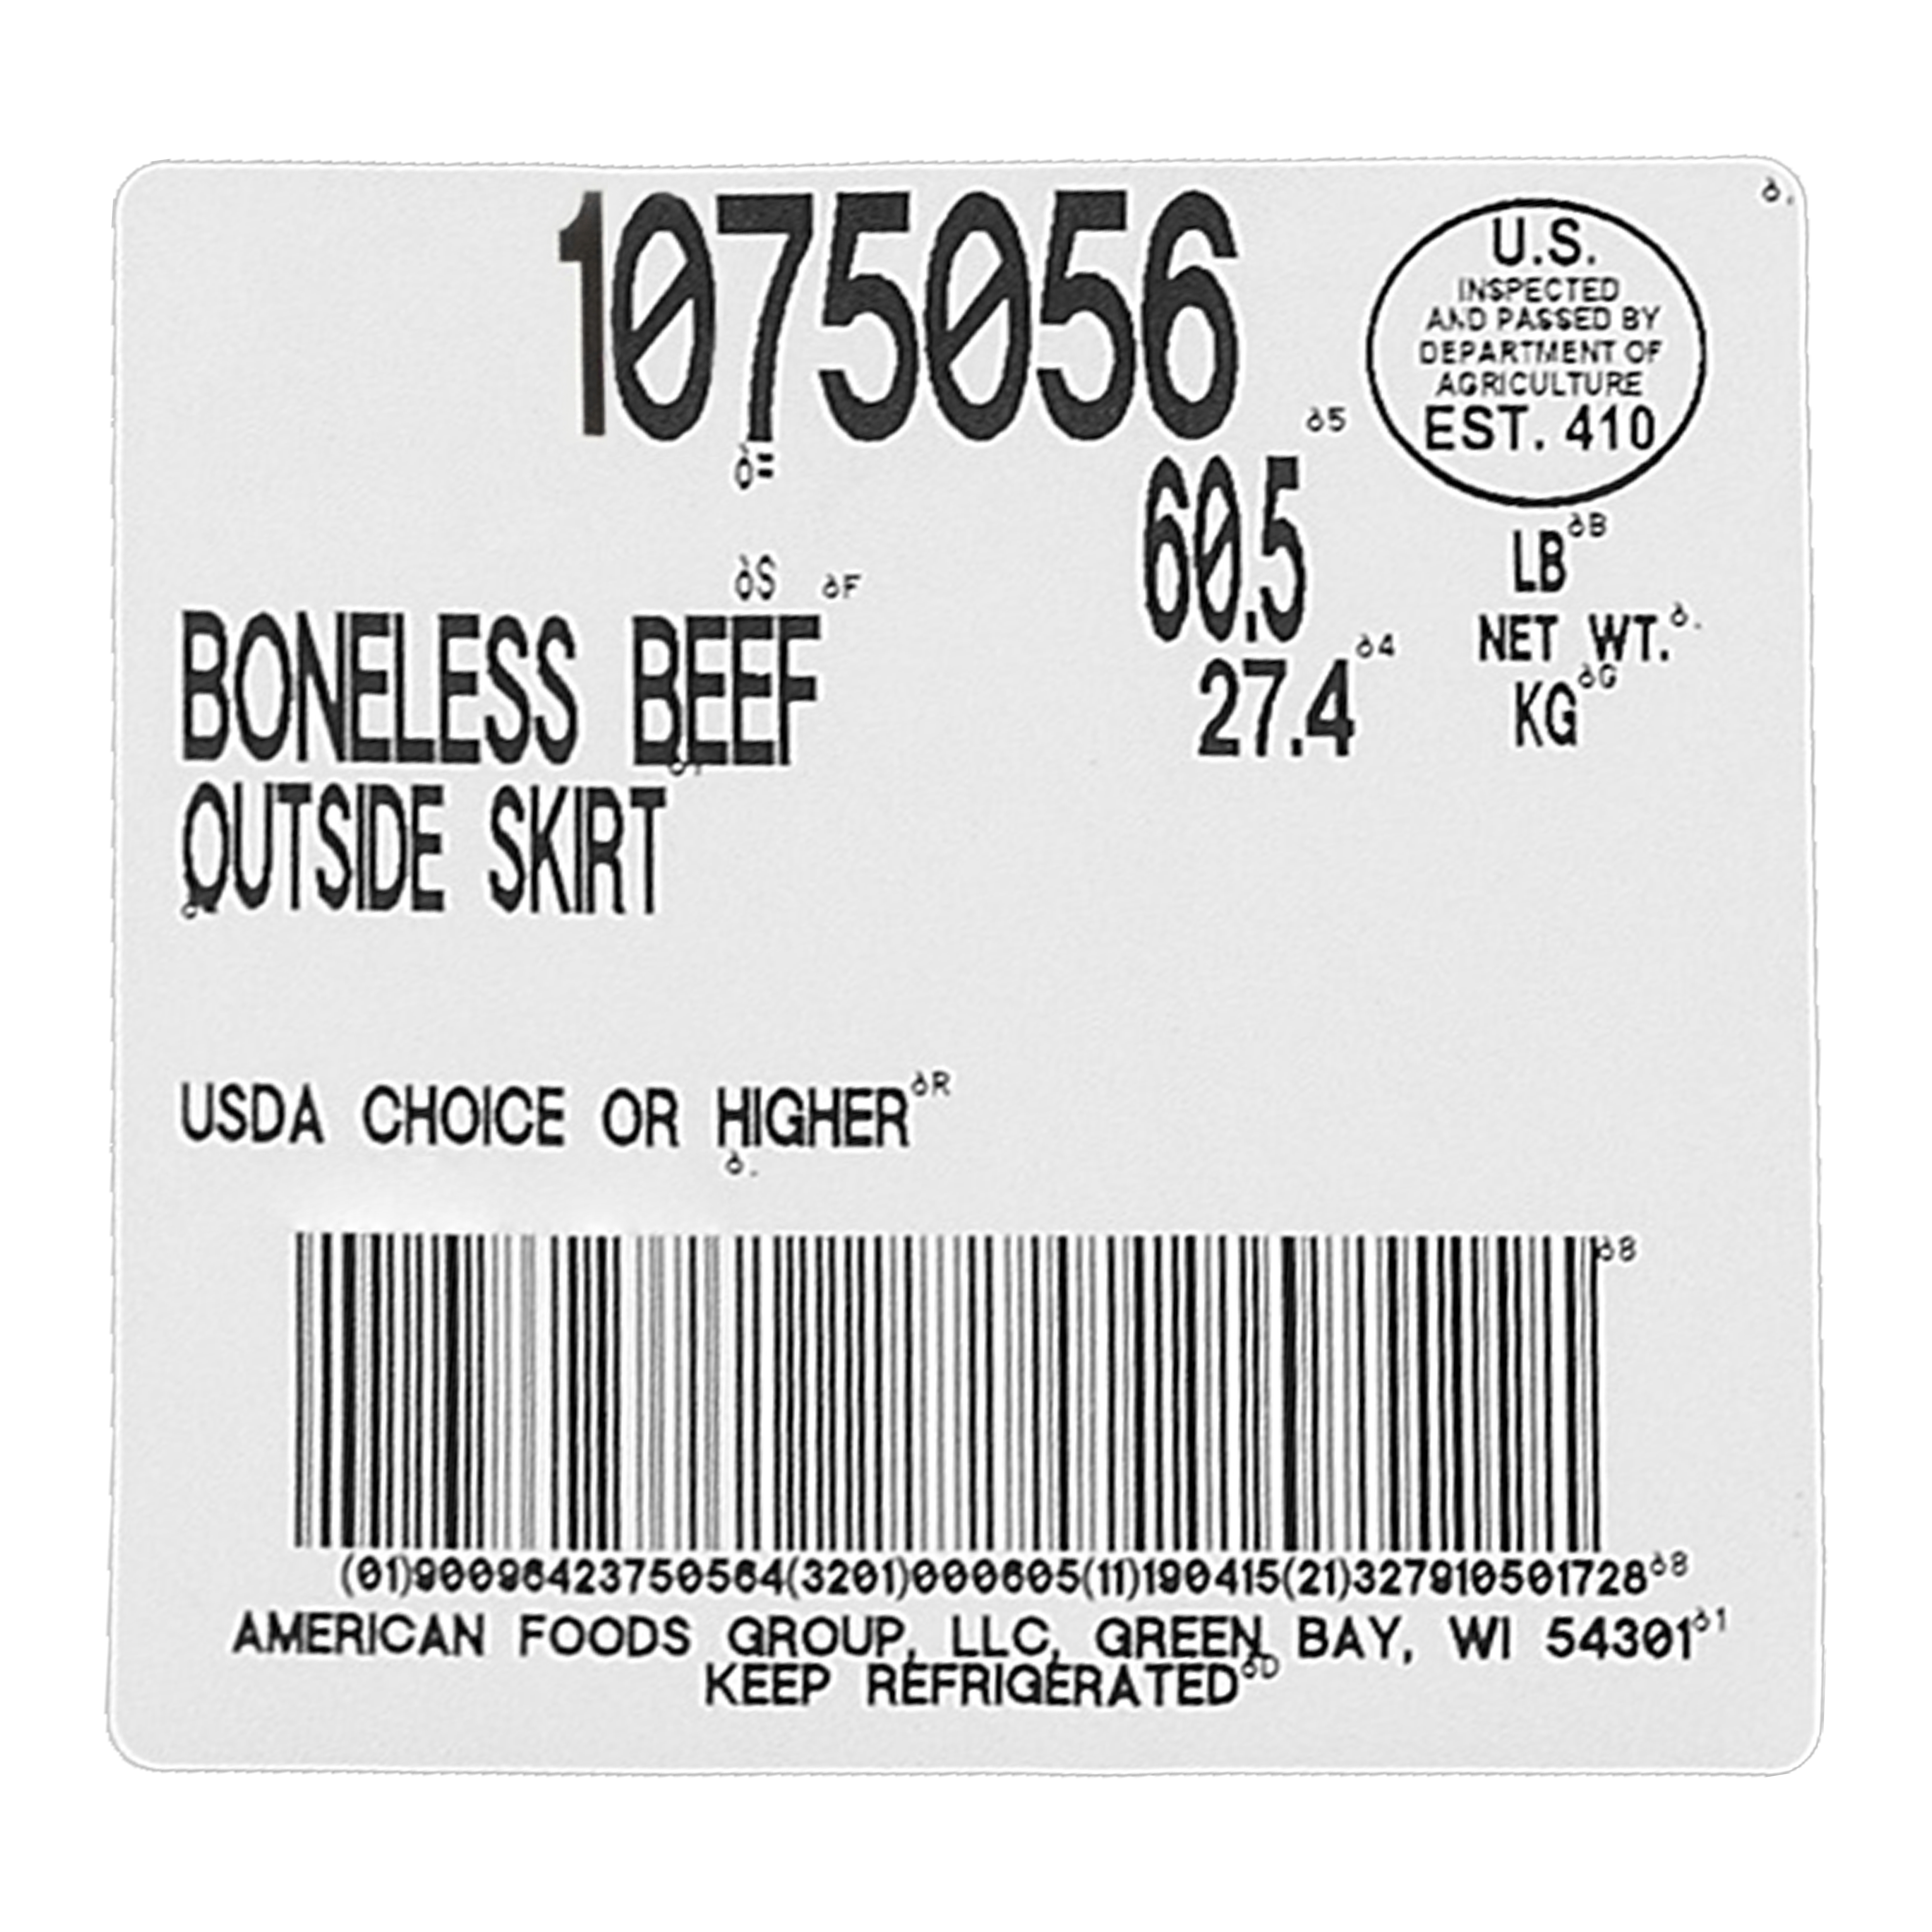 1075056
U.S.
INSPECTED
AND PASSED BY
DEPARTMENT OF
AGRICULTURE
EST. 410
60.5 LB
NET WT.
27.4 KG
BONELESS BEEF
OUTSIDE SKIRT
USDA CHOICE OR HIGHER
(01)90096423750564(3201)000605(11)190415(21)327910501728
AMERICAN FOODS GROUP, LLC, GREEN BAY, WI 54301
KEEP REFRIGERATED